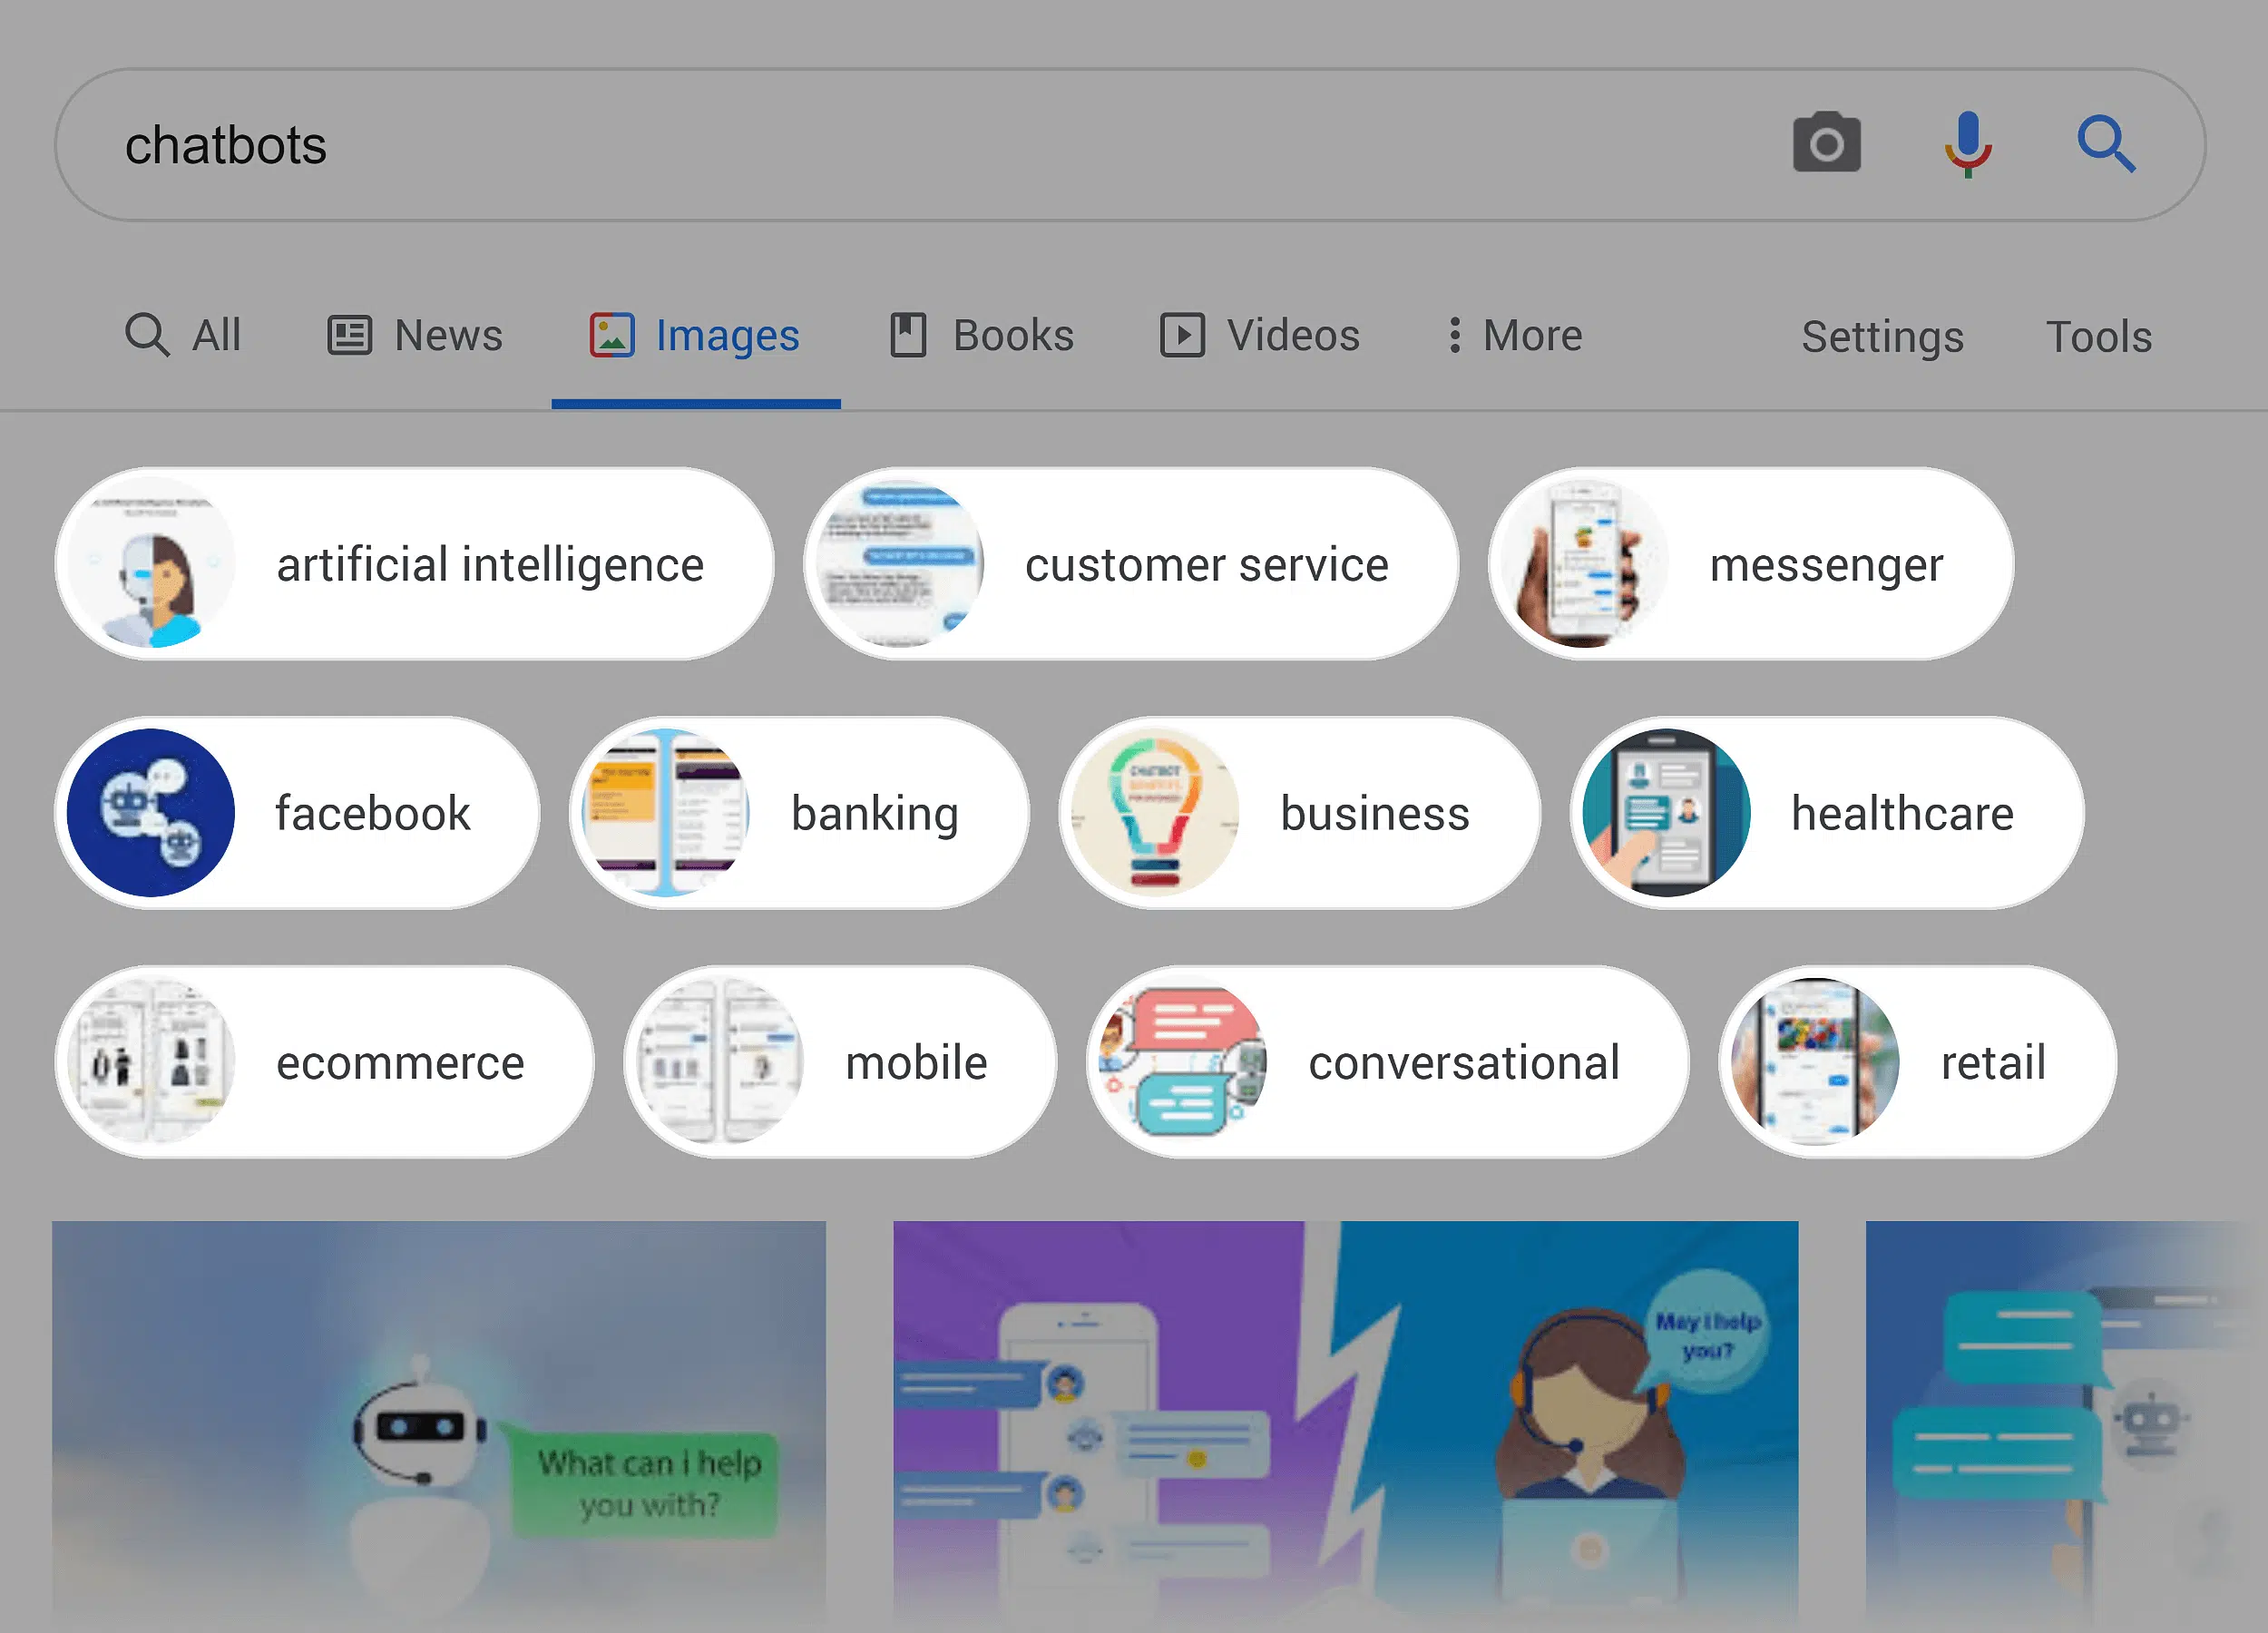 chatbots
All News Images Books Videos More Settings Tools
artificial intelligence customer service messenger
facebook banking business healthcare
ecommerce mobile conversational retail
What can i help
you with?
May i help
you?